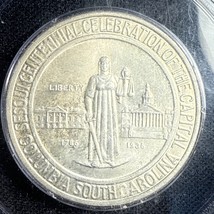 SESQUICENTENNIAL CELEBRATION OF THE CAPITAL
COLUMBIA SOUTH CAROLINA
LIBERTY
1786 1936